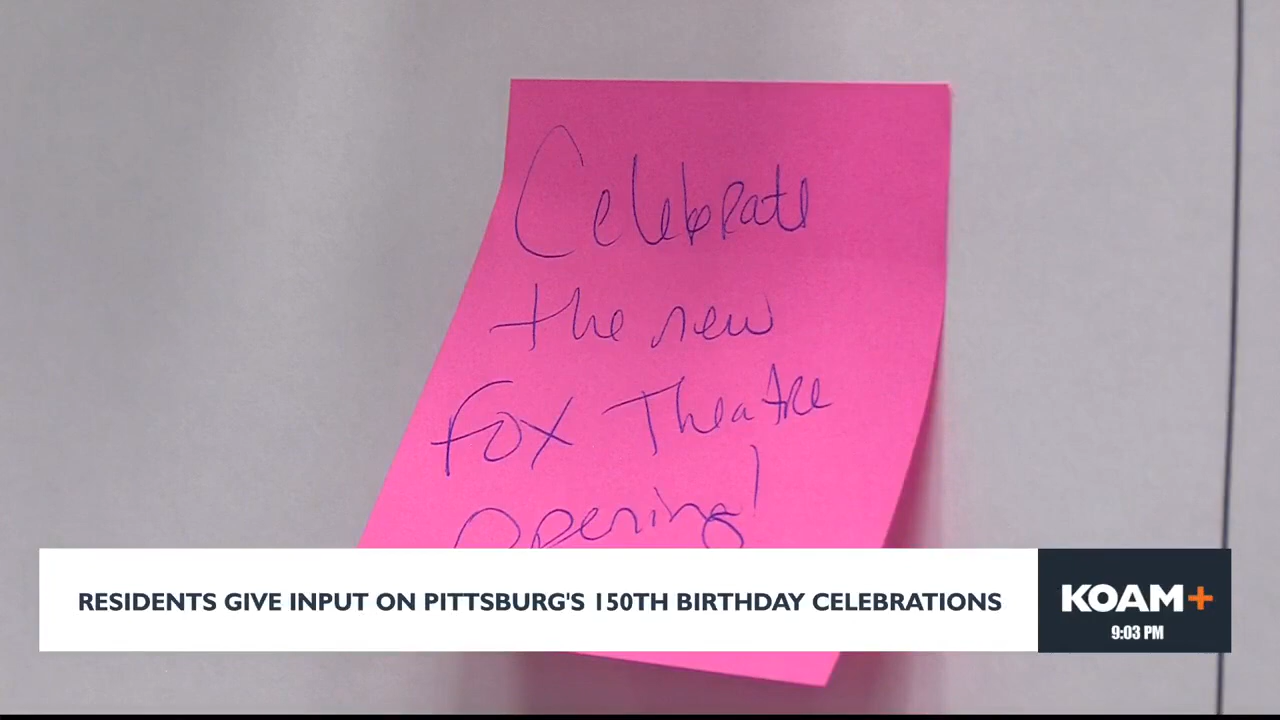 Celebrate
the new
Fox Theatre
opening!
RESIDENTS GIVE INPUT ON PITTSBURG'S 150TH BIRTHDAY CELEBRATIONS
KOAM+
9:03 PM